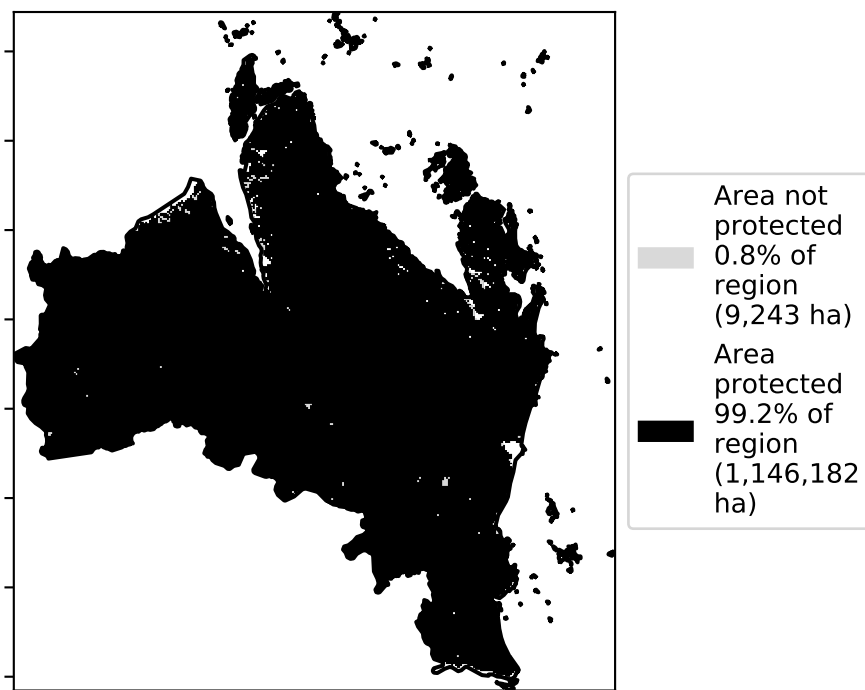 Area not
protected
0.8% of
region
(9,243 ha)
Area
protected
99.2% of
region
(1,146,182
ha)